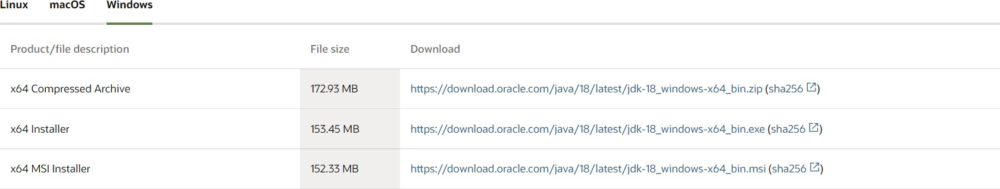 Linux macOS Windows
Product/file description File size Download
x64 Compressed Archive 172.93 MB https://download.oracle.com/java/18/latest/jdk-18_windows-x64_bin.zip (sha256)
x64 Installer 153.45 MB https://download.oracle.com/java/18/latest/jdk-18_windows-x64_bin.exe (sha256)
x64 MSI Installer 152.33 MB https://download.oracle.com/java/18/latest/jdk-18_windows-x64_bin.msi (sha256)